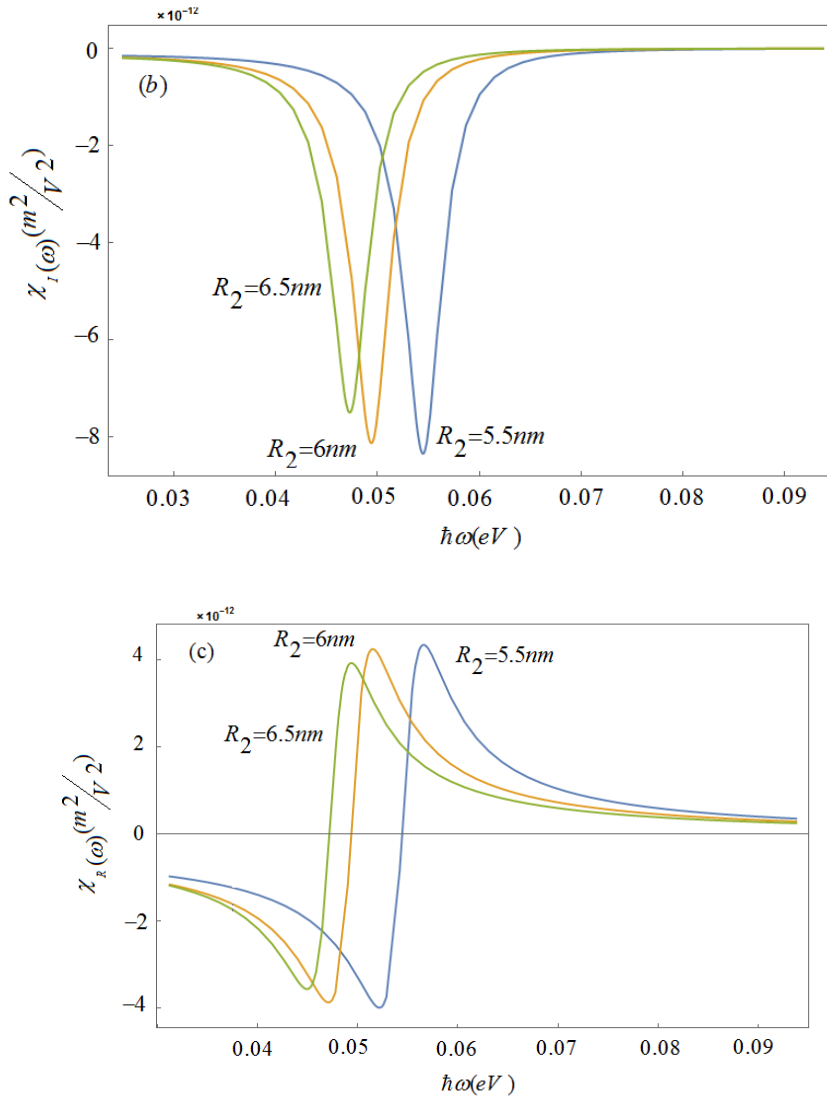 × 10⁻¹²
0
(b)
−2
−4
−6
−8
χ_I(ω)(m²/V2)
R₂=6.5nm
R₂=6nm
R₂=5.5nm
0.03 0.04 0.05 0.06 0.07 0.08 0.09
ħω(eV)
× 10⁻¹²
(c)
R₂=6nm
R₂=5.5nm
R₂=6.5nm
4
2
0
−2
−4
χ_R(ω)(m²/V2)
0.04 0.05 0.06 0.07 0.08 0.09
ħω(eV)